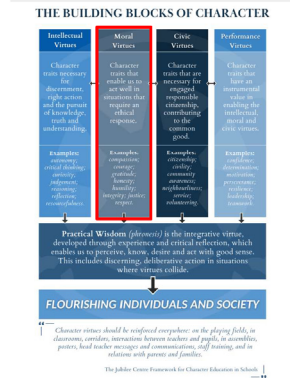 THE BUILDING BLOCKS OF CHARACTER
Intellectual
Virtues
Character
traits necessary
for
discernment,
right action
and the pursuit
of knowledge,
truth and
understanding.
Examples:
autonomy;
critical thinking;
curiosity;
judgement;
reasoning;
reflection;
resourcefulness
Moral
Virtues
Character
traits that
enable us to
act well in
situations that
require an
ethical
response.
Examples:
compassion;
courage;
gratitude;
honesty;
humility;
integrity; justice;
respect
Civic
Virtues
Character
traits that are
necessary for
engaged
responsible
citizenship,
contributing
to the
common
good.
Examples:
citizenship;
civility;
community
awareness;
neighbourliness;
service;
volunteering
Performance
Virtues
Character
traits that
have an
instrumental
value in
enabling the
intellectual,
moral and
civic virtues.
Examples:
confidence;
determination;
motivation;
perseverance;
resilience;
leadership;
teamwork
Practical Wisdom (phronesis) is the integrative virtue,
developed through experience and critical reflection, which
enables us to perceive, know, desire and act with good sense.
This includes discerning, deliberative action in situations
where virtues collide.
FLOURISHING INDIVIDUALS AND SOCIETY
Character virtues should be reinforced everywhere: on the playing fields, in
classrooms, corridors, interactions between teachers and pupils, in assemblies,
posters, head teacher messages and communications, staff training, and in
relations with parents and families.
The Jubilee Centre Framework for Character Education in Schools